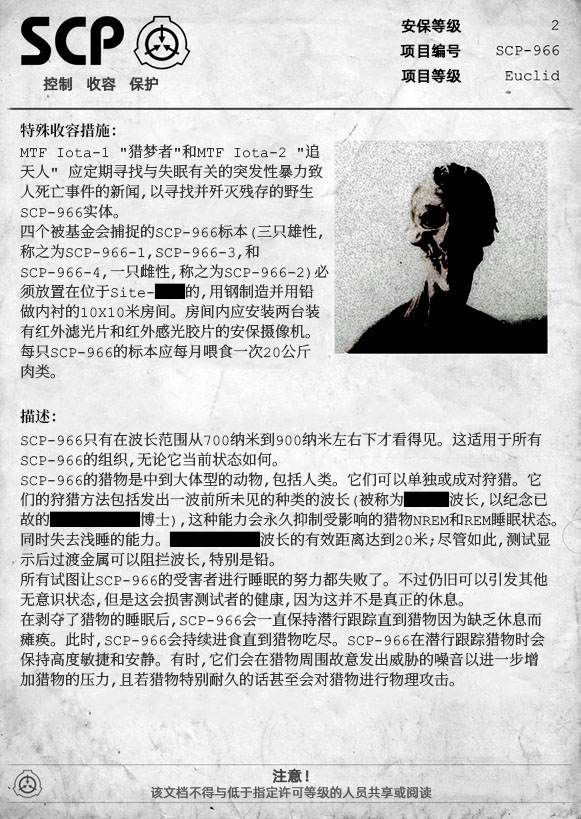 SCP
控制 收容 保护
安保等级 2
项目编号 SCP-966
项目等级 Euclid
特殊收容措施:
MTF Iota-1 "猎梦者"和MTF Iota-2 "追
天人" 应定期寻找与失眠有关的突发性暴力致
人死亡事件的新闻,以寻找并歼灭残存的野生
SCP-966实体。
四个被基金会捕捉的SCP-966标本(三只雄性,
称之为SCP-966-1,SCP-966-3,和
SCP-966-4,一只雌性,称之为SCP-966-2)必
须放置在位于Site-的,用钢制造并用铅
做内衬的10X10米房间。房间内应安装两台装
有红外滤光片和红外感光胶片的安保摄像机。
每只SCP-966的标本应每月喂食一次20公斤
肉类。
描述:
SCP-966只有在波长范围从700纳米到900纳米左右下才看得见。这适用于所有
SCP-966的组织,无论它当前状态如何。
SCP-966的猎物是中到大体型的动物,包括人类。它们可以单独或成对狩猎。它
们的狩猎方法包括发出一波前所未见的种类的波长(被称为波长,以纪念已
故的博士),这种能力会永久抑制受影响的猎物NREM和REM睡眠状态。
同时失去浅睡的能力。波长的有效距离达到20米;尽管如此,测试显
示后过渡金属可以阻拦波长,特别是铅。
所有试图让SCP-966的受害者进行睡眠的努力都失败了。不过仍旧可以引发其他
无意识状态,但是这会损害测试者的健康,因为这并不是真正的休息。
在剥夺了猎物的睡眠后,SCP-966会一直保持潜行跟踪直到猎物因为缺乏休息而
瘫痪。此时,SCP-966会持续进食直到猎物吃尽。SCP-966在潜行跟踪猎物时会
保持高度敏捷和安静。有时,它们会在猎物周围故意发出威胁的噪音以进一步增
加猎物的压力,且若猎物特别耐久的话甚至会对猎物进行物理攻击。
注意!
该文档不得与低于指定许可等级的人员共享或阅读